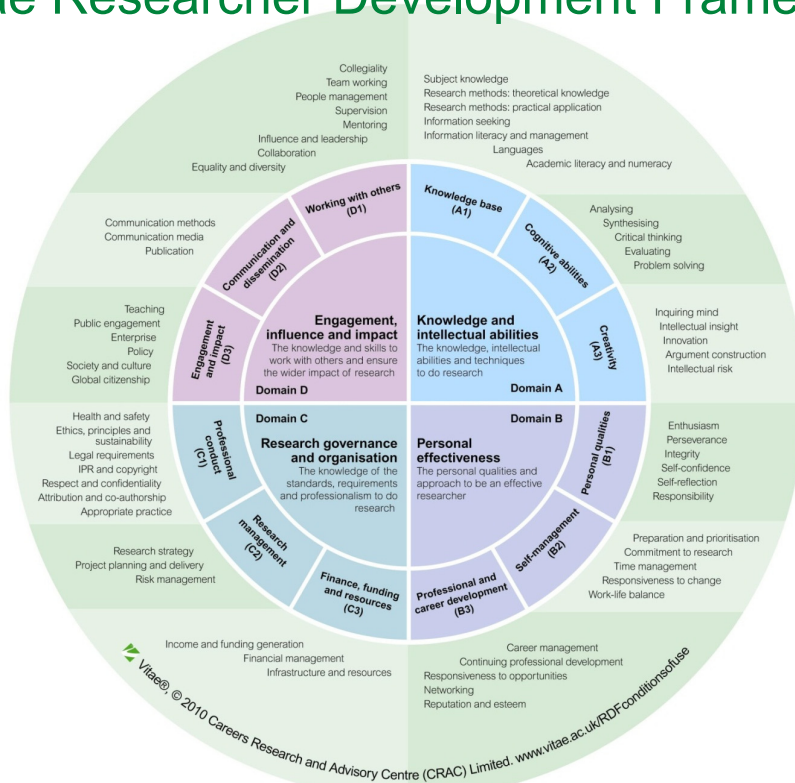 ae Researcher Development Frame
Collegiality
Team working
People management
Supervision
Mentoring
Influence and leadership
Collaboration
Equality and diversity
Subject knowledge
Research methods: theoretical knowledge
Research methods: practical application
Information seeking
Information literacy and management
Languages
Academic literacy and numeracy
Communication methods
Communication media
Publication
Analysing
Synthesising
Critical thinking
Evaluating
Problem solving
Teaching
Public engagement
Enterprise
Policy
Society and culture
Global citizenship
Inquiring mind
Intellectual insight
Innovation
Argument construction
Intellectual risk
Working with others
(D1)
Communication and
dissemination
(D2)
Engagement
and impact
(D3)
Knowledge base
(A1)
Cognitive abilities
(A2)
Creativity
(A3)
Engagement,
influence and impact
The knowledge and skills to
work with others and ensure
the wider impact of research
Domain D
Knowledge and
intellectual abilities
The knowledge, intellectual
abilities and techniques
to do research
Domain A
Domain C
Research governance
and organisation
The knowledge of the
standards, requirements
and professionalism to do
research
Domain B
Personal
effectiveness
The personal qualities and
approach to be an effective
researcher
Professional
conduct
(C1)
Research
management
(C2)
Finance, funding
and resources
(C3)
Professional and
career development
(B3)
Self-management
(B2)
Personal qualities
(B1)
Health and safety
Ethics, principles and
sustainability
Legal requirements
IPR and copyright
Respect and confidentiality
Attribution and co-authorship
Appropriate practice
Enthusiasm
Perseverance
Integrity
Self-confidence
Self-reflection
Responsibility
Research strategy
Project planning and delivery
Risk management
Preparation and prioritisation
Commitment to research
Time management
Responsiveness to change
Work-life balance
Income and funding generation
Financial management
Infrastructure and resources
Career management
Continuing professional development
Responsiveness to opportunities
Networking
Reputation and esteem
Vitae®, © 2010 Careers Research and Advisory Centre (CRAC) Limited. www.vitae.ac.uk/RDFconditionsofuse